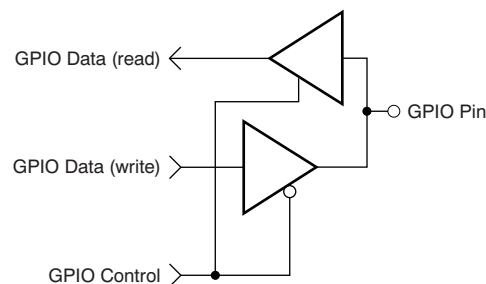 GPIO Data (read)
GPIO Pin
GPIO Data (write)
GPIO Control